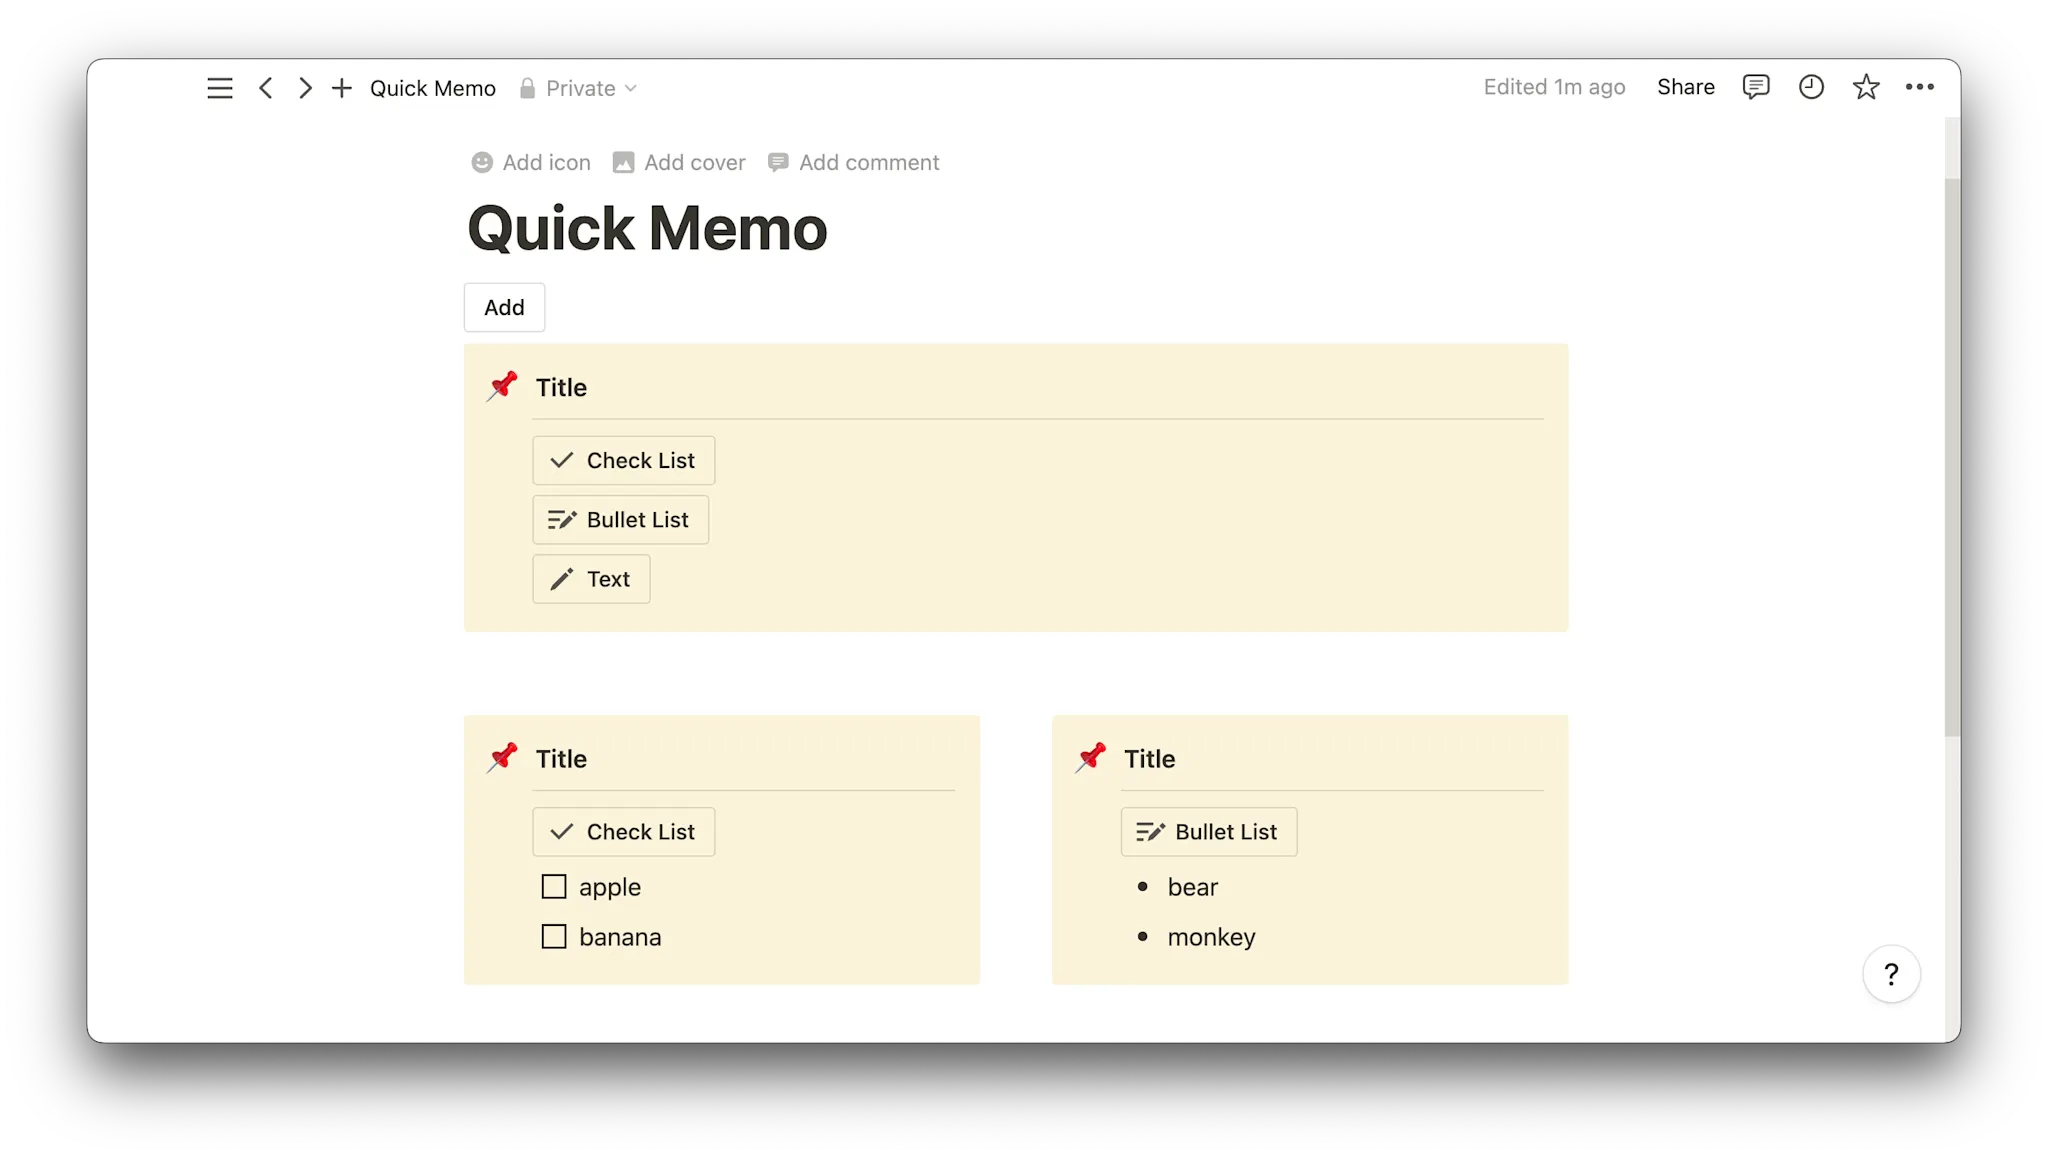 Quick Memo Private Edited 1m ago Share
Add icon Add cover Add comment
Quick Memo
Add
Title
Check List
Bullet List
Text
Title
Check List
apple
banana
Title
Bullet List
• bear
• monkey
?